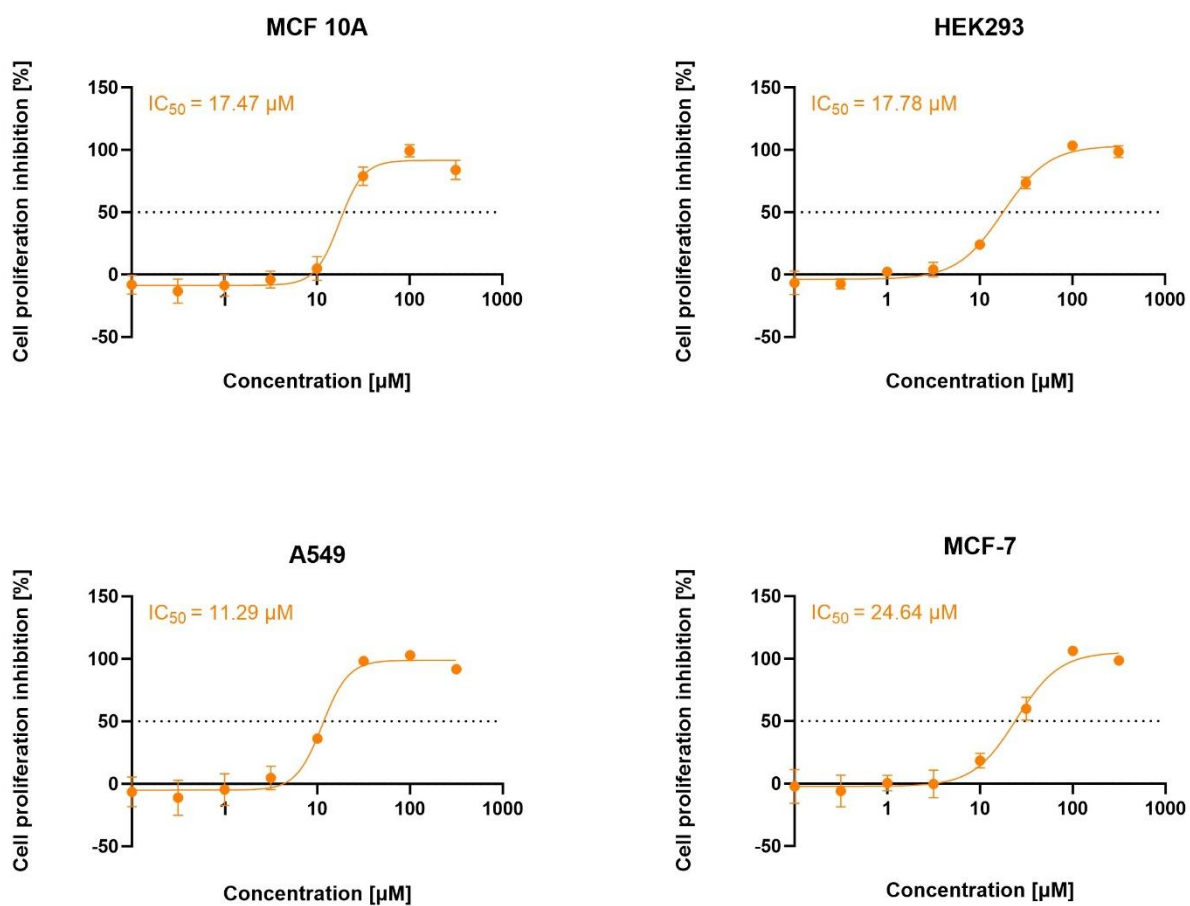 MCF 10A
Cell proliferation inhibition [%]
150
100
50
0
-50
IC50 = 17.47 µM
1
10
100
1000
Concentration [µM]
HEK293
Cell proliferation inhibition [%]
150
100
50
0
-50
IC50 = 17.78 µM
1
10
100
1000
Concentration [µM]
A549
Cell proliferation inhibition [%]
150
100
50
0
-50
IC50 = 11.29 µM
1
10
100
1000
Concentration [µM]
MCF-7
Cell proliferation inhibition [%]
150
100
50
0
-50
IC50 = 24.64 µM
1
10
100
1000
Concentration [µM]